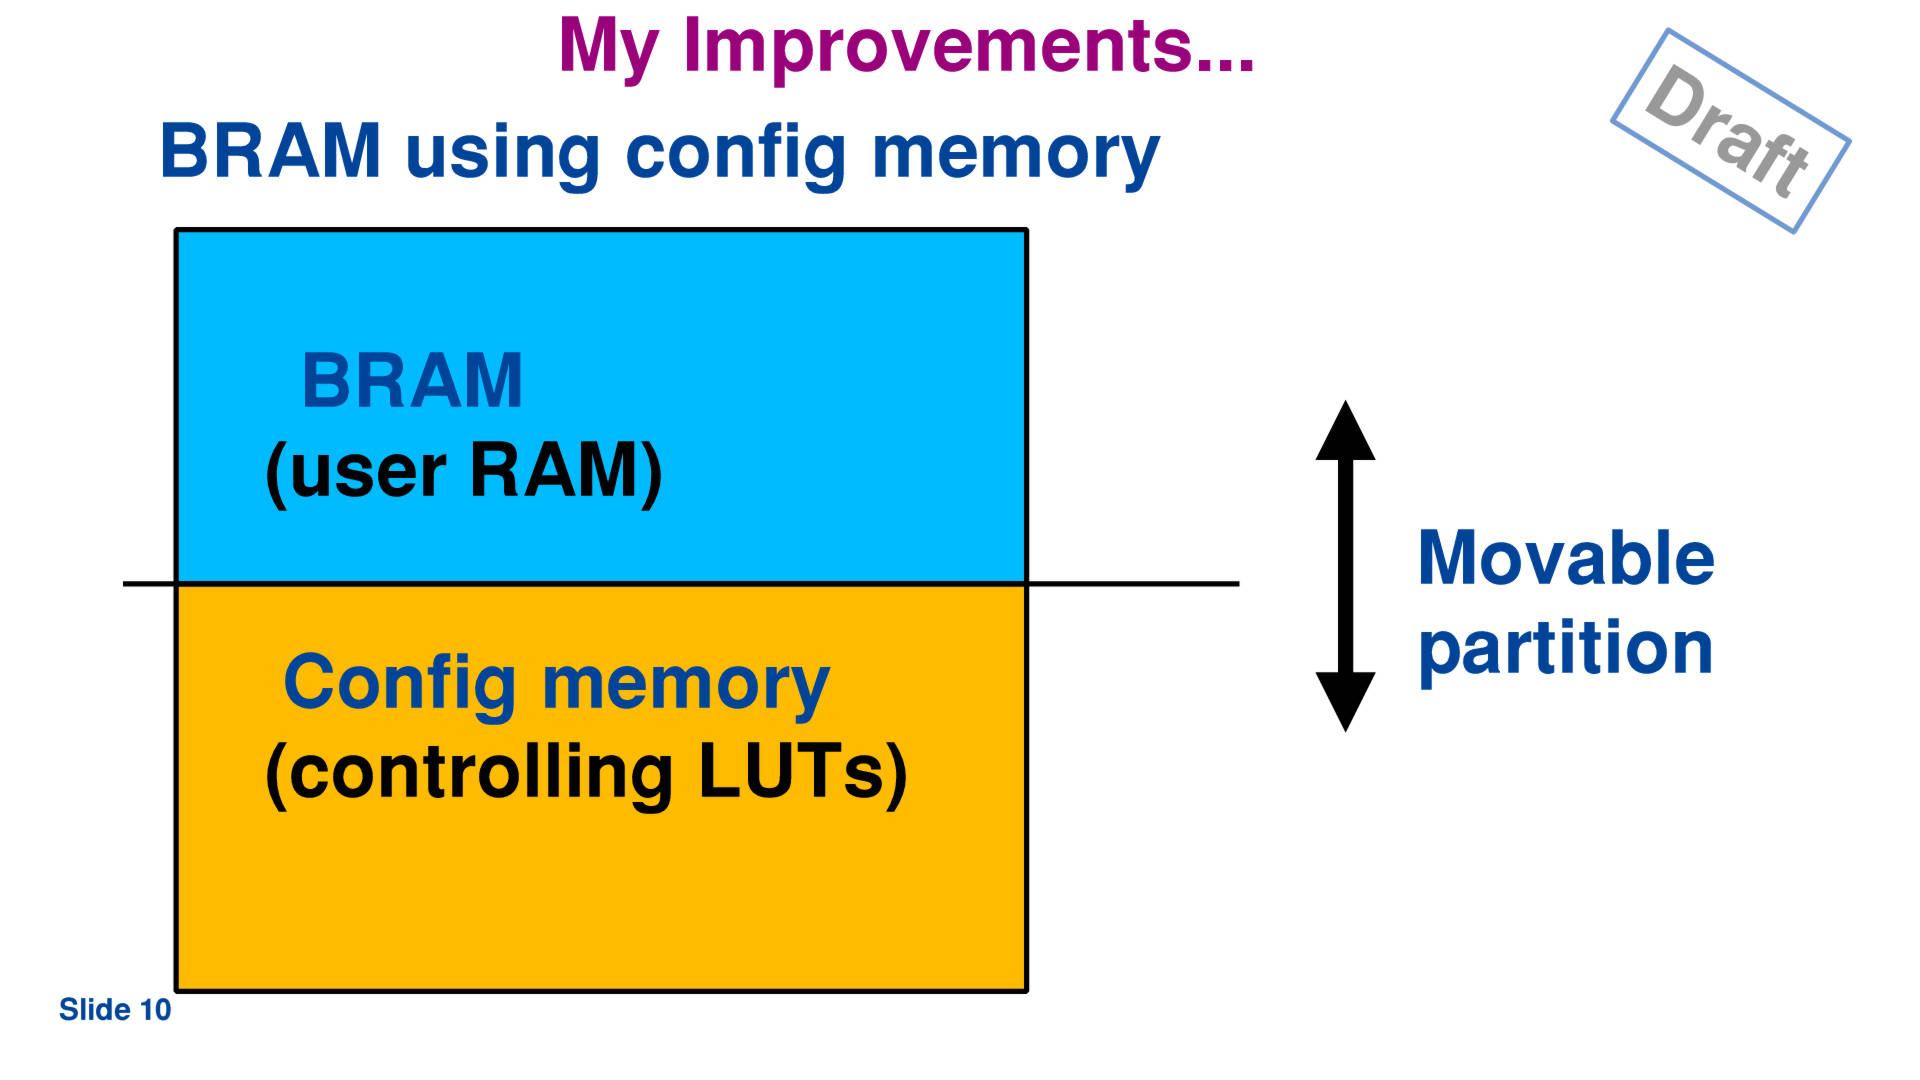 My Improvements...
Draft
BRAM using config memory
BRAM
(user RAM)
Movable
partition
Config memory
(controlling LUTs)
Slide 10